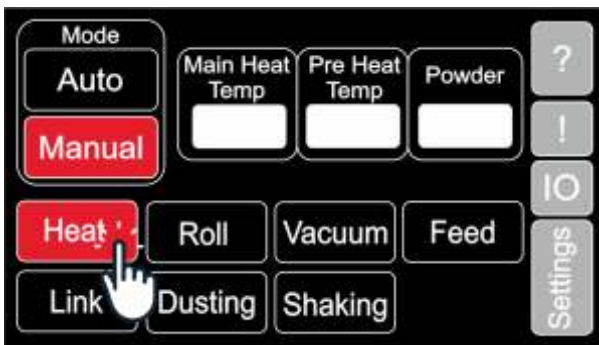 Mode
Auto
Manual
Main Heat
Temp
Pre Heat
Temp
Powder
?
!
IO
Settings
Heat
Roll
Vacuum
Feed
Link
Dusting
Shaking